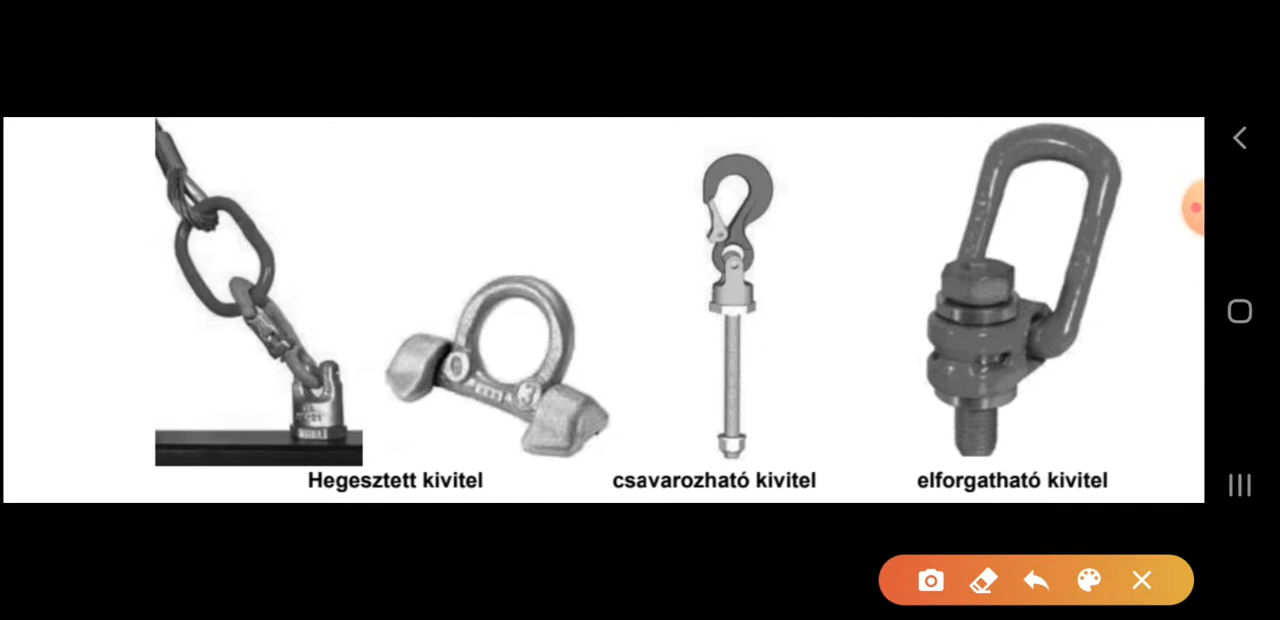 Hegesztett kivitel
csavarozható kivitel
elforgatható kivitel